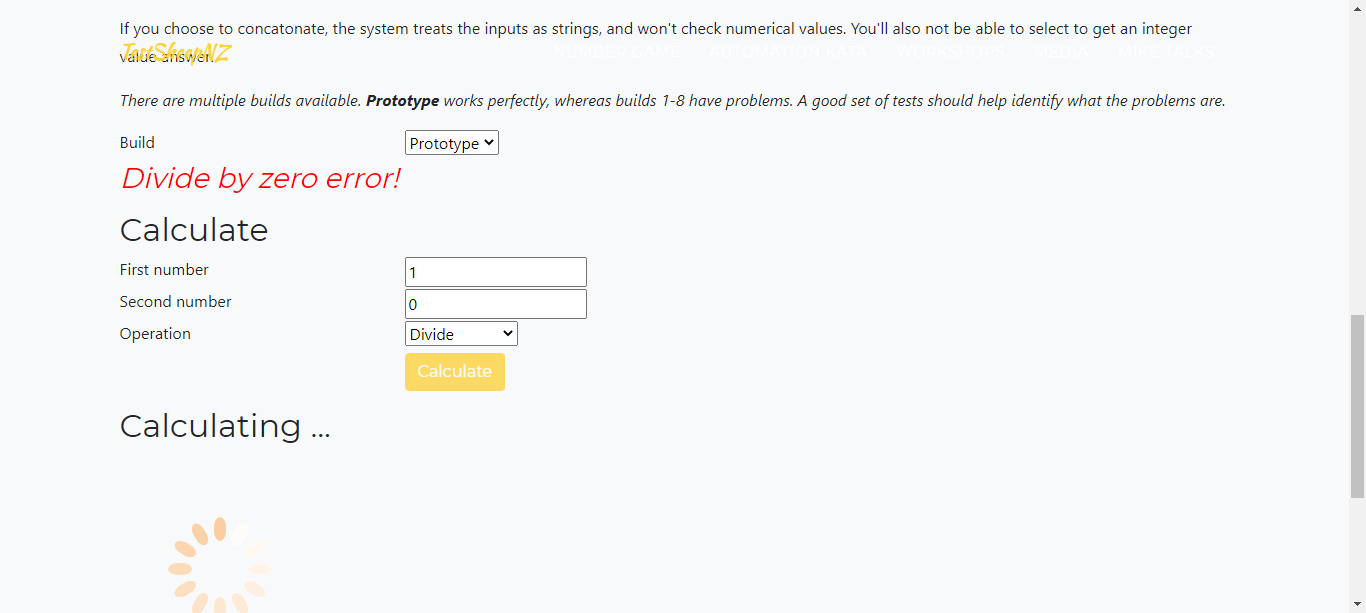 If you choose to concatonate, the system treats the inputs as strings, and won't check numerical values. You'll also not be able to select to get an integer
TestSheepNZ NUMBER GAME MEDIA MIKE TALKS
value answer.
There are multiple builds available. Prototype works perfectly, whereas builds 1-8 have problems. A good set of tests should help identify what the problems are.
Build Prototype
Divide by zero error!
Calculate
First number 1
Second number 0
Operation Divide
Calculate
Calculating ...